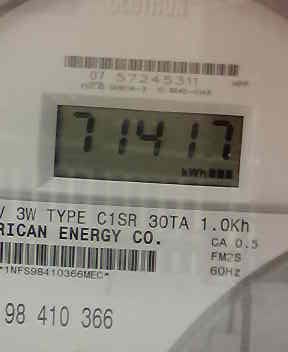 CENTRON
07 57245311
71417
kWh
V 3W TYPE C1SR 30TA 1.0Kh
RICAN ENERGY CO.
CA 0.5
FM2S
60Hz
*1NFS98410366MEC*
98 410 366